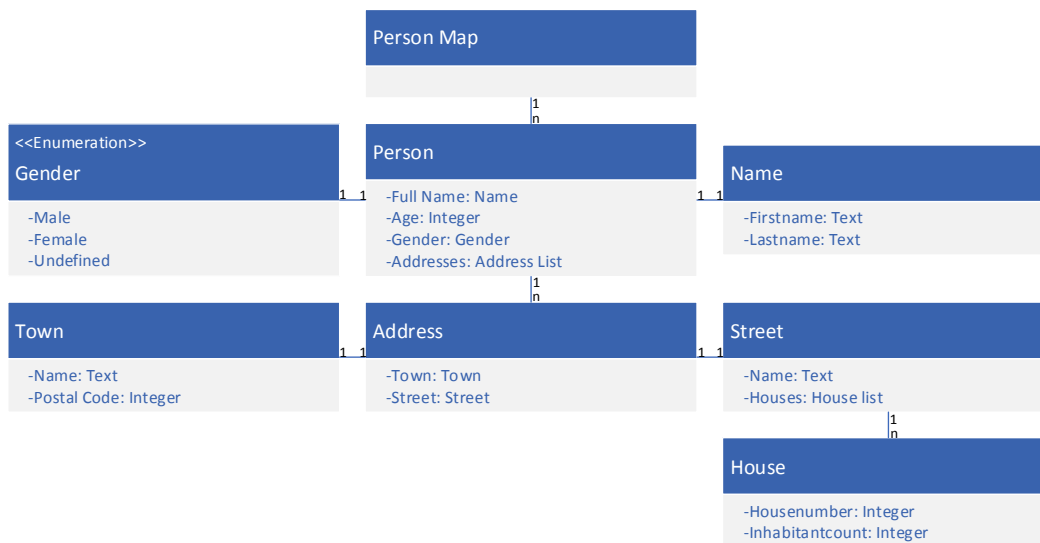 Person Map
1
n
<<Enumeration>>
Gender
-Male
-Female
-Undefined
1 1
Person
-Full Name: Name
-Age: Integer
-Gender: Gender
-Addresses: Address List
1 1
Name
-Firstname: Text
-Lastname: Text
1
n
Town
-Name: Text
-Postal Code: Integer
1 1
Address
-Town: Town
-Street: Street
1 1
Street
-Name: Text
-Houses: House list
1
n
House
-Housenumber: Integer
-Inhabitantcount: Integer